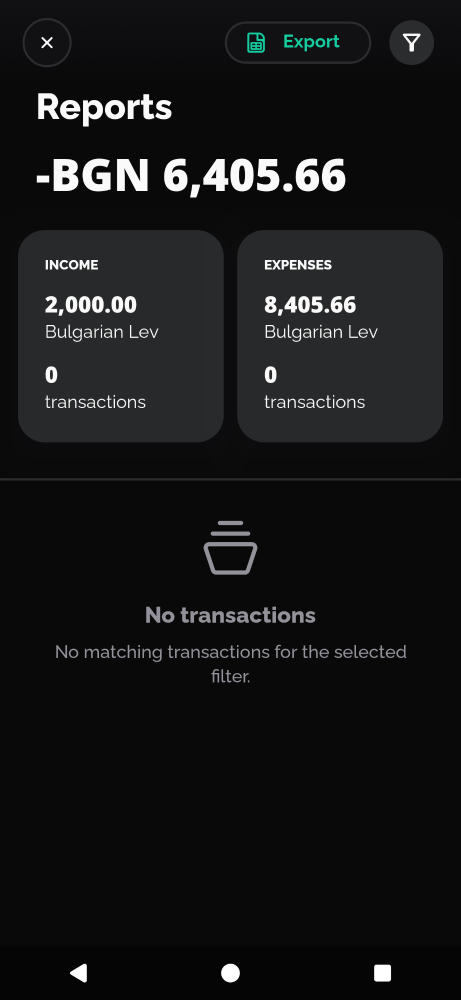 Export
Reports
-BGN 6,405.66
INCOME
2,000.00
Bulgarian Lev
0
transactions
EXPENSES
8,405.66
Bulgarian Lev
0
transactions
No transactions
No matching transactions for the selected
filter.